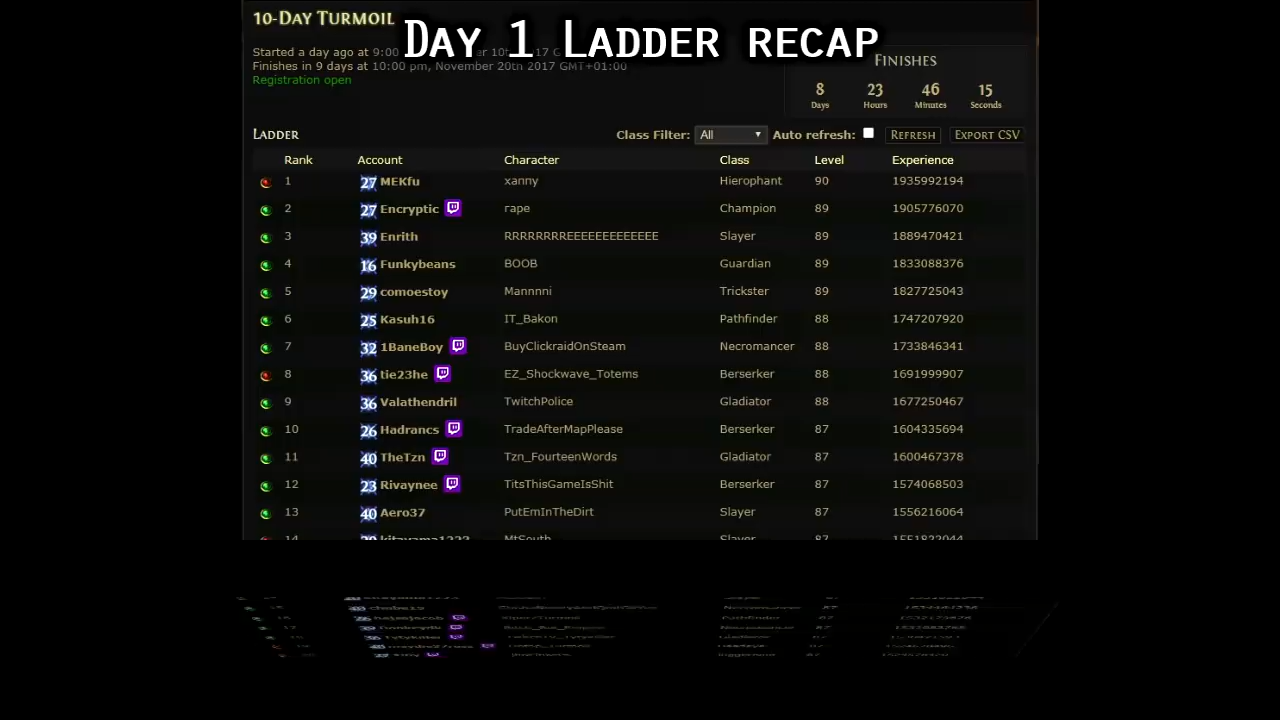 10-Day Turmoil
Day 1 Ladder recap
Started a day ago at 9:00
Finishes in 9 days at 10:00 pm, November 20th 2017 GMT+01:00
Registration open
Finishes
8 23 46 15
Days Hours Minutes Seconds
Ladder Class Filter: All Auto refresh: Refresh Export CSV
Rank Account Character Class Level Experience
1 27 MEKfu xanny Hierophant 90 1935992194
2 27 Encryptic rape Champion 89 1905776070
3 39 Enrith RRRRRRRREEEEEEEEEEEEE Slayer 89 1889470421
4 16 Funkybeans BOOB Guardian 89 1833088376
5 29 comoestoy Mannnni Trickster 89 1827725043
6 25 Kasuh16 IT_Bakon Pathfinder 88 1747207920
7 32 1BaneBoy BuyClickraidOnSteam Necromancer 88 1733846341
8 36 tie23he EZ_Shockwave_Totems Berserker 88 1691999907
9 36 Valathendril TwitchPolice Gladiator 88 1677250467
10 26 Hadrancs TradeAfterMapPlease Berserker 87 1604335694
11 40 TheTzn Tzn_FourteenWords Gladiator 87 1600467378
12 23 Rivaynee TitsThisGameIsShit Berserker 87 1574068503
13 40 Aero37 PutEmInTheDirt Slayer 87 1556216064
14 MtSouth Slayer 87 1551822044